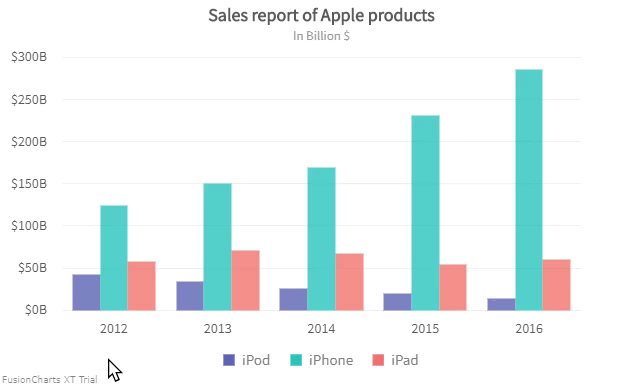 Sales report of Apple products
In Billion $
$300B
$250B
$200B
$150B
$100B
$50B
$0B
2012 2013 2014 2015 2016
iPod iPhone iPad
FusionCharts XT Trial